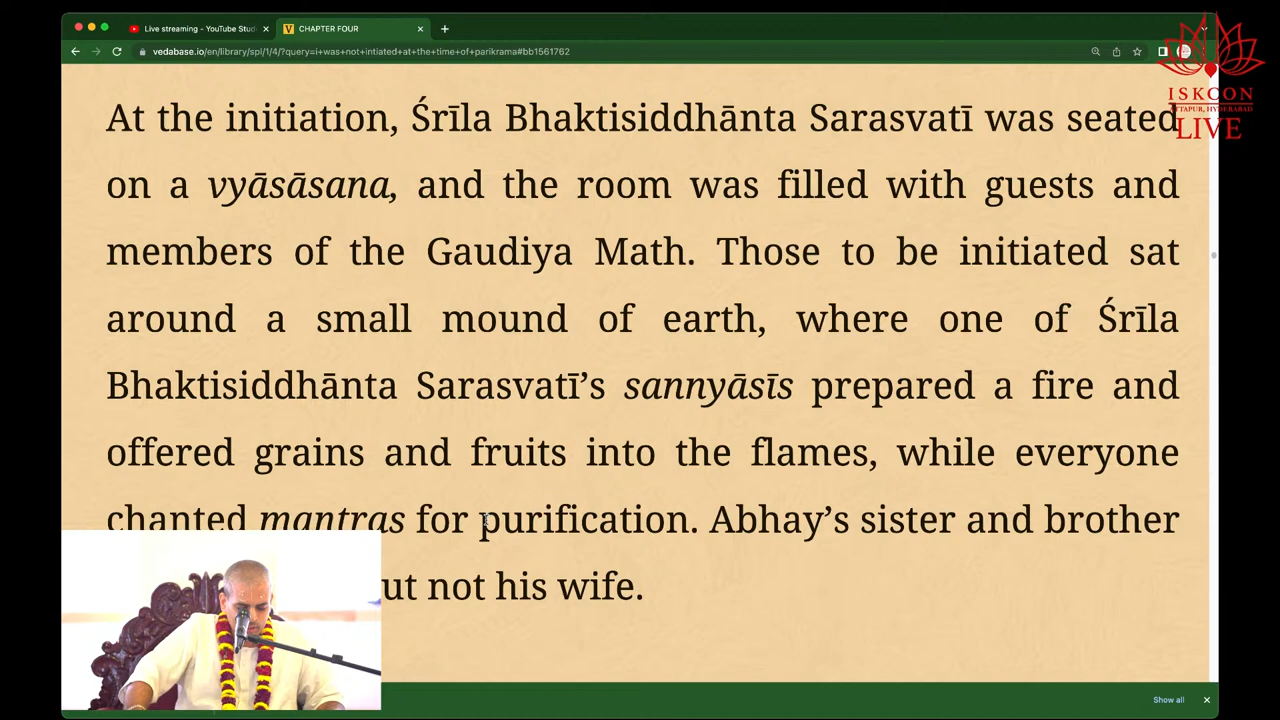 Live streaming - YouTube Stud
CHAPTER FOUR
vedabase.io/en/library/spl/1/4/?query=i+was+not+intiated+at+the+time+of+parikrama#bb1561762
ISKCON
ATTAPUR, HYDERABAD
LIVE
At the initiation, Śrīla Bhaktisiddhānta Sarasvatī was seated
on a vyāsāsana, and the room was filled with guests and
members of the Gaudiya Math. Those to be initiated sat
around a small mound of earth, where one of Śrīla
Bhaktisiddhānta Sarasvatī’s sannyāsīs prepared a fire and
offered grains and fruits into the flames, while everyone
chanted mantras for purification. Abhay’s sister and brother
ut not his wife.
Show all